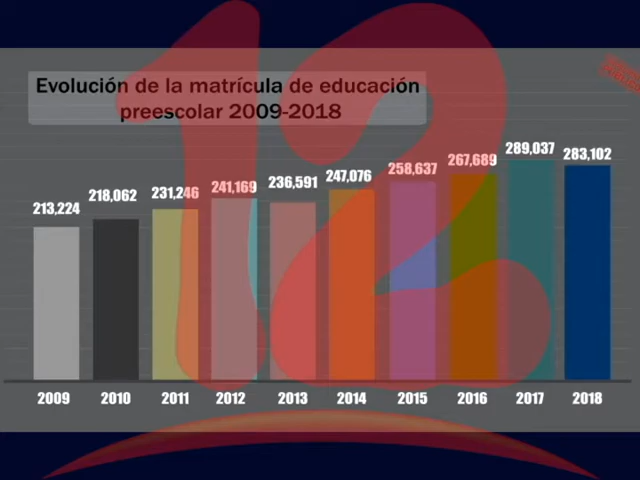 12
Evolución de la matrícula de educación
preescolar 2009-2018
213,224 218,062 231,246 241,169 236,591 247,076 258,637 267,689 289,037 283,102
2009 2010 2011 2012 2013 2014 2015 2016 2017 2018